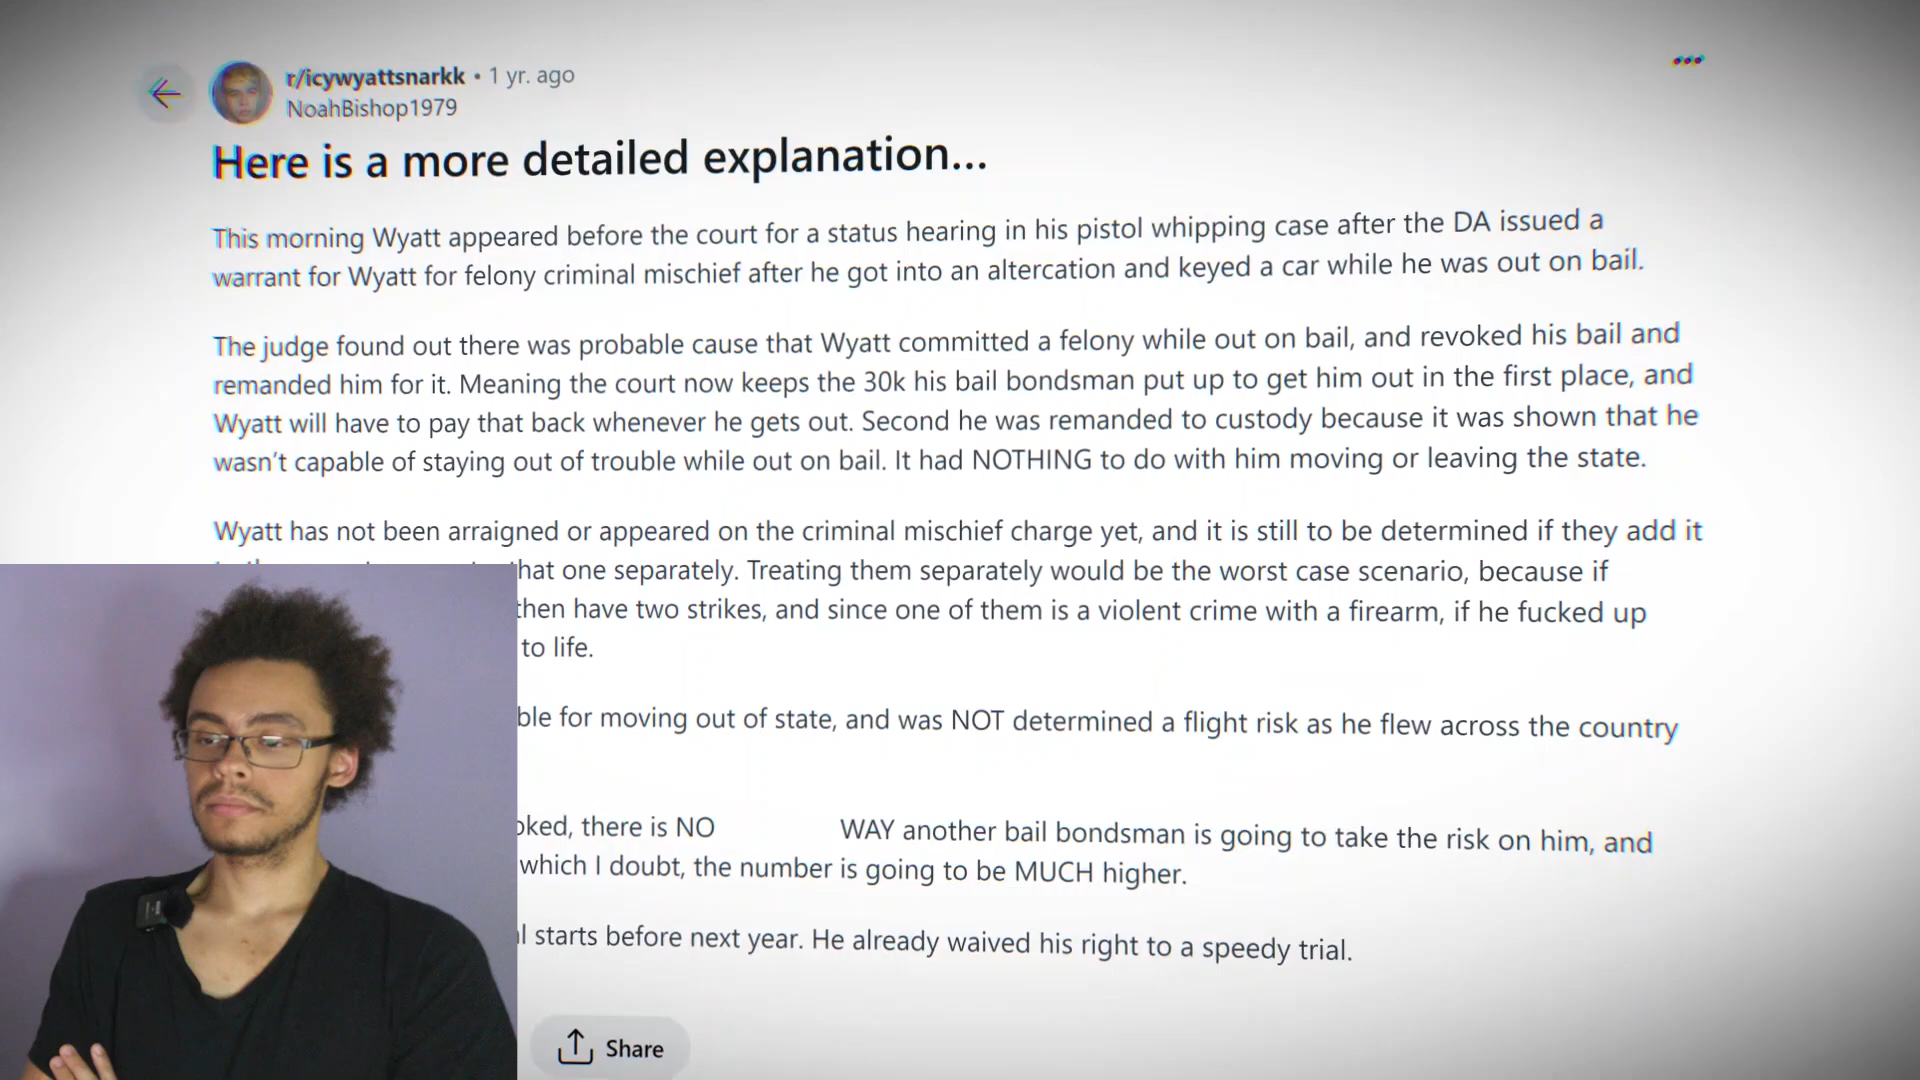 r/icywyattsnarkk • 1 yr. ago
NoahBishop1979
Here is a more detailed explanation...
This morning Wyatt appeared before the court for a status hearing in his pistol whipping case after the DA issued a
warrant for Wyatt for felony criminal mischief after he got into an altercation and keyed a car while he was out on bail.
The judge found out there was probable cause that Wyatt committed a felony while out on bail, and revoked his bail and
remanded him for it. Meaning the court now keeps the 30k his bail bondsman put up to get him out in the first place, and
Wyatt will have to pay that back whenever he gets out. Second he was remanded to custody because it was shown that he
wasn't capable of staying out of trouble while out on bail. It had NOTHING to do with him moving or leaving the state.
Wyatt has not been arraigned or appeared on the criminal mischief charge yet, and it is still to be determined if they add it
that one separately. Treating them separately would be the worst case scenario, because if
then have two strikes, and since one of them is a violent crime with a firearm, if he fucked up
to life.
for moving out of state, and was NOT determined a flight risk as he flew across the country
there is NO WAY another bail bondsman is going to take the risk on him, and
which I doubt, the number is going to be MUCH higher.
starts before next year. He already waived his right to a speedy trial.
Share